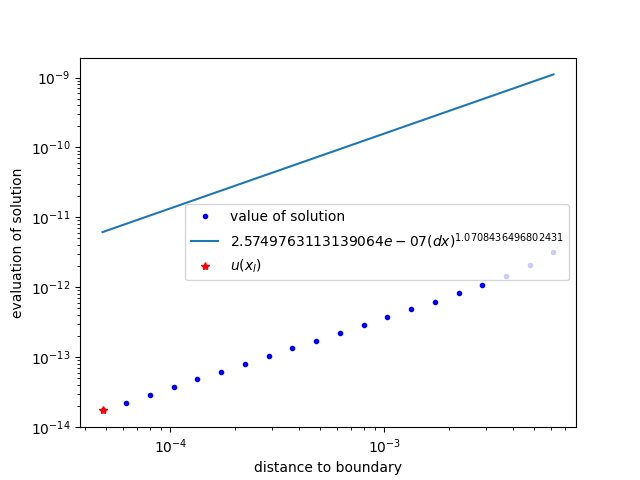 10⁻⁹
10⁻¹⁰
10⁻¹¹
10⁻¹²
10⁻¹³
10⁻¹⁴
evaluation of solution
value of solution
2.5749763113139064e − 07(dx)^1.0708436496802431
u(x_l)
10⁻⁴ 10⁻³
distance to boundary